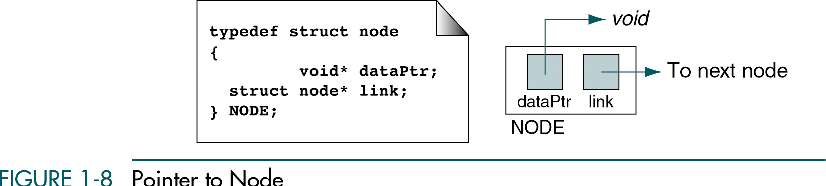 typedef struct node
{
void* dataPtr;
struct node* link;
} NODE;
void
To next node
dataPtr link
NODE
FIGURE 1-8 Pointer to Node